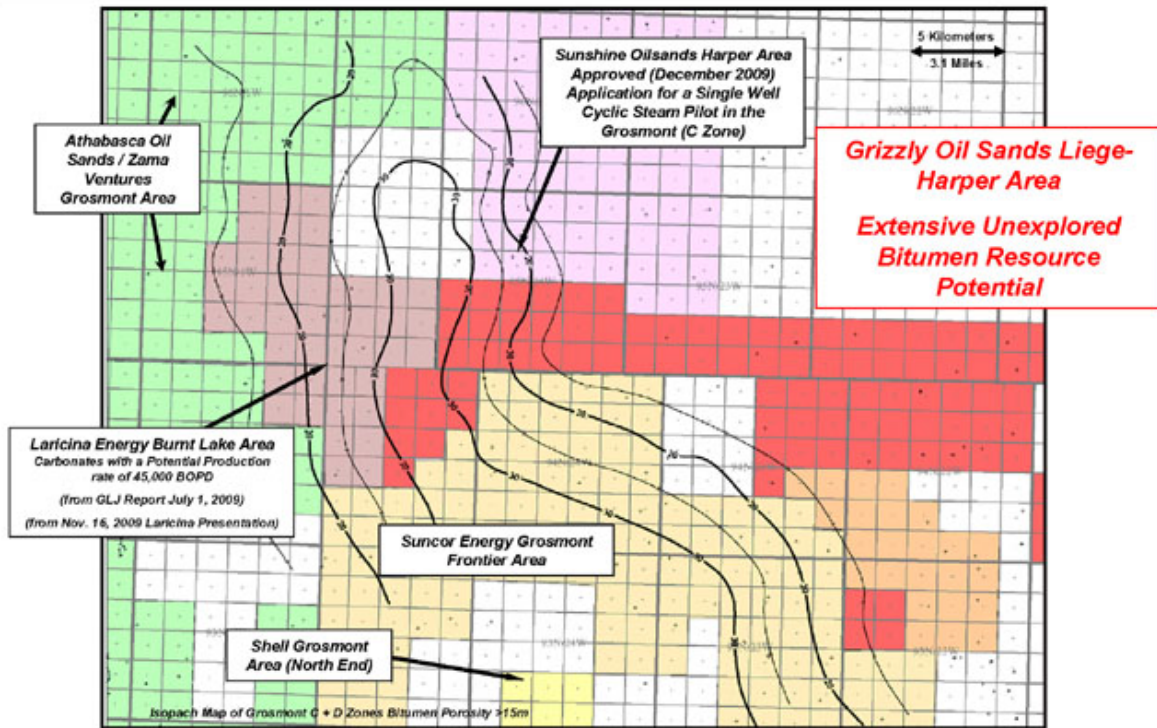 5 Kilometers
3.1 Miles
Sunshine Oilsands Harper Area
Approved (December 2009)
Application for a Single Well
Cyclic Steam Pilot in the
Grosmont (C Zone)
Athabasca Oil
Sands / Zama
Ventures
Grosmont Area
Grizzly Oil Sands Liege-
Harper Area
Extensive Unexplored
Bitumen Resource
Potential
Laricina Energy Burnt Lake Area
Carbonates with a Potential Production
rate of 45,000 BOPD
(from GLJ Report July 1, 2009)
(from Nov. 16, 2009 Laricina Presentation)
Suncor Energy Grosmont
Frontier Area
Shell Grosmont
Area (North End)
Isopach Map of Grosmont C + D Zones Bitumen Porosity >15m